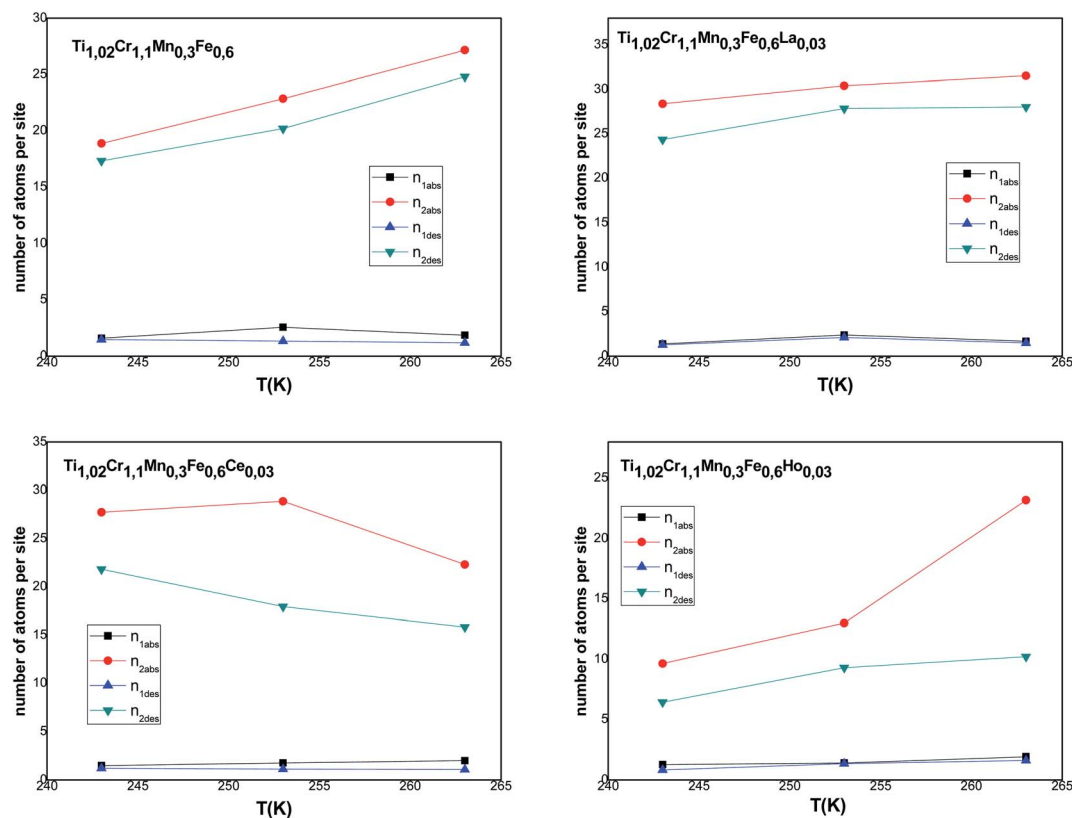 Ti1,02Cr1,1Mn0,3Fe0,6
number of atoms per site
30
25
20
15
10
5
0
n1abs
n2abs
n1des
n2des
240 245 250 255 260 265
T(K)
Ti1,02Cr1,1Mn0,3Fe0,6La0,03
number of atoms per site
35
30
25
20
15
10
5
0
n1abs
n2abs
n1des
n2des
240 245 250 255 260 265
T(K)
Ti1,02Cr1,1Mn0,3Fe0,6Ce0,03
number of atoms per site
35
30
25
20
15
10
5
0
n1abs
n2abs
n1des
n2des
240 245 250 255 260 265
T(K)
Ti1,02Cr1,1Mn0,3Fe0,6Ho0,03
number of atoms per site
25
20
15
10
5
0
n1abs
n2abs
n1des
n2des
240 245 250 255 260 265
T(K)